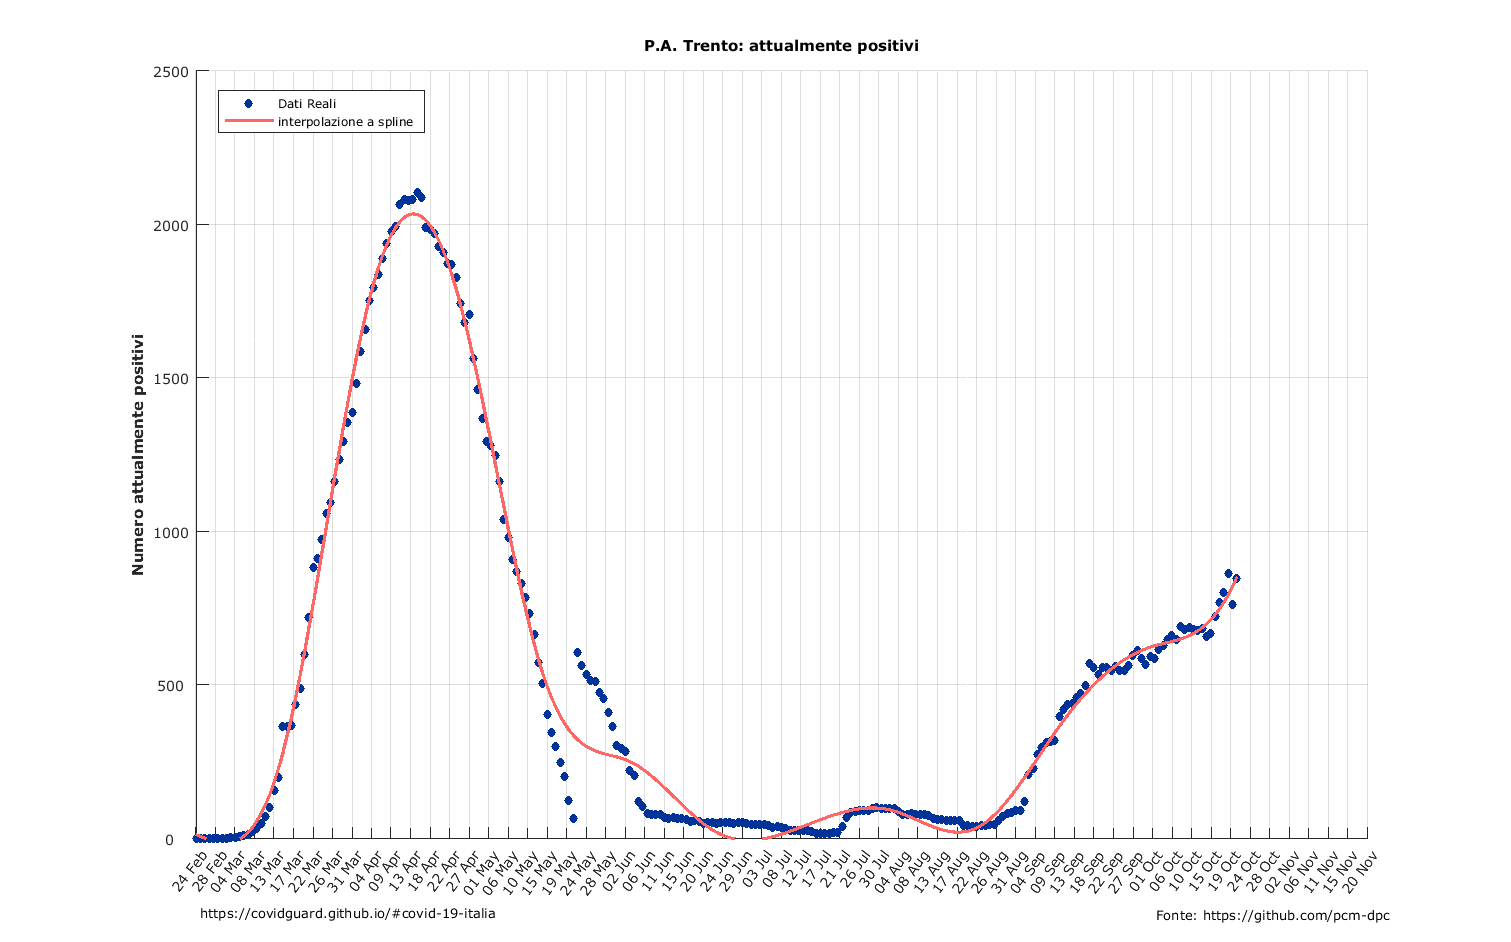 P.A. Trento: attualmente positivi
2500
2000
1500
1000
500
0
Numero attualmente positivi
Dati Reali
interpolazione a spline
24 Feb
28 Feb
04 Mar
08 Mar
13 Mar
17 Mar
22 Mar
26 Mar
31 Mar
04 Apr
09 Apr
13 Apr
18 Apr
22 Apr
27 Apr
01 May
06 May
10 May
15 May
19 May
24 May
28 May
02 Jun
06 Jun
11 Jun
15 Jun
20 Jun
24 Jun
29 Jun
03 Jul
08 Jul
12 Jul
17 Jul
21 Jul
26 Jul
30 Jul
04 Aug
08 Aug
13 Aug
17 Aug
22 Aug
26 Aug
31 Aug
04 Sep
09 Sep
13 Sep
18 Sep
22 Sep
27 Sep
01 Oct
06 Oct
10 Oct
15 Oct
19 Oct
24 Oct
28 Oct
02 Nov
06 Nov
11 Nov
15 Nov
20 Nov
https://covidguard.github.io/#covid-19-italia
Fonte: https://github.com/pcm-dpc